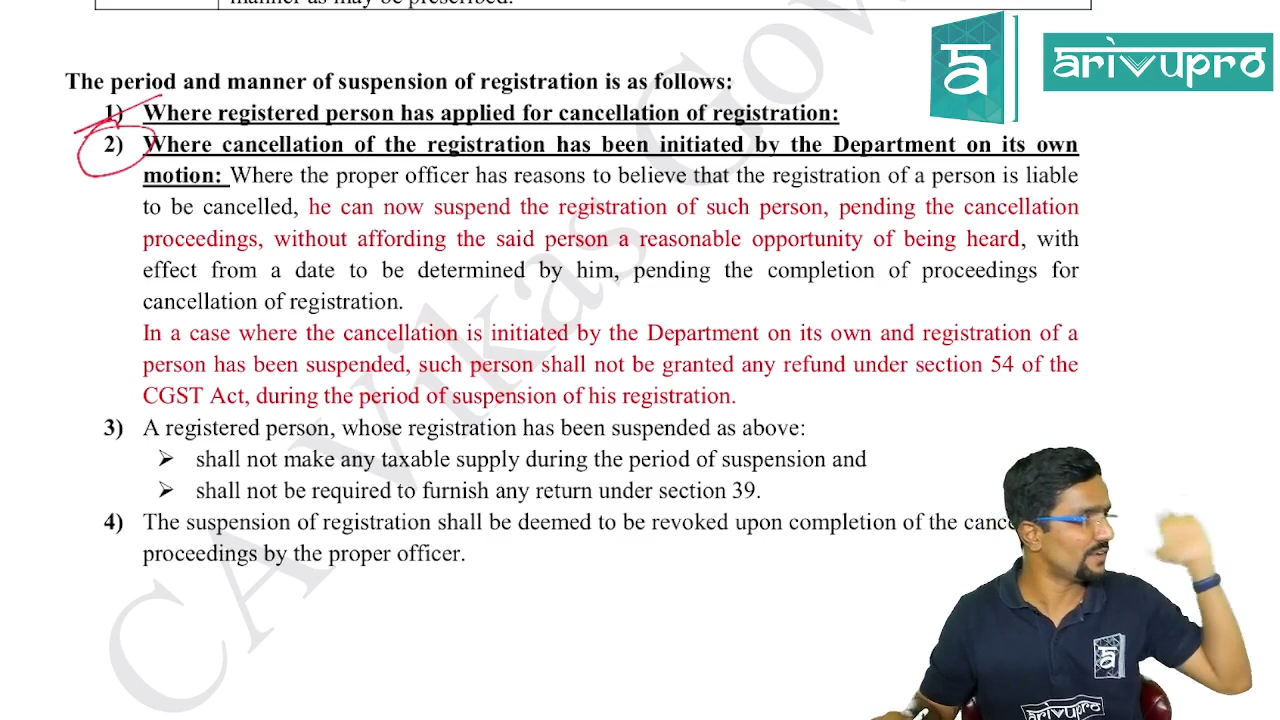 manner as may be prescribed.
The period and manner of suspension of registration is as follows:
1) Where registered person has applied for cancellation of registration:
2) Where cancellation of the registration has been initiated by the Department on its own
motion: Where the proper officer has reasons to believe that the registration of a person is liable
to be cancelled, he can now suspend the registration of such person, pending the cancellation
proceedings, without affording the said person a reasonable opportunity of being heard, with
effect from a date to be determined by him, pending the completion of proceedings for
cancellation of registration.
In a case where the cancellation is initiated by the Department on its own and registration of a
person has been suspended, such person shall not be granted any refund under section 54 of the
CGST Act, during the period of suspension of his registration.
3) A registered person, whose registration has been suspended as above:
➤ shall not make any taxable supply during the period of suspension and
➤ shall not be required to furnish any return under section 39.
4) The suspension of registration shall be deemed to be revoked upon completion of the
proceedings by the proper officer.
CA Vikas Gow
a
arivupro
a
arivupro